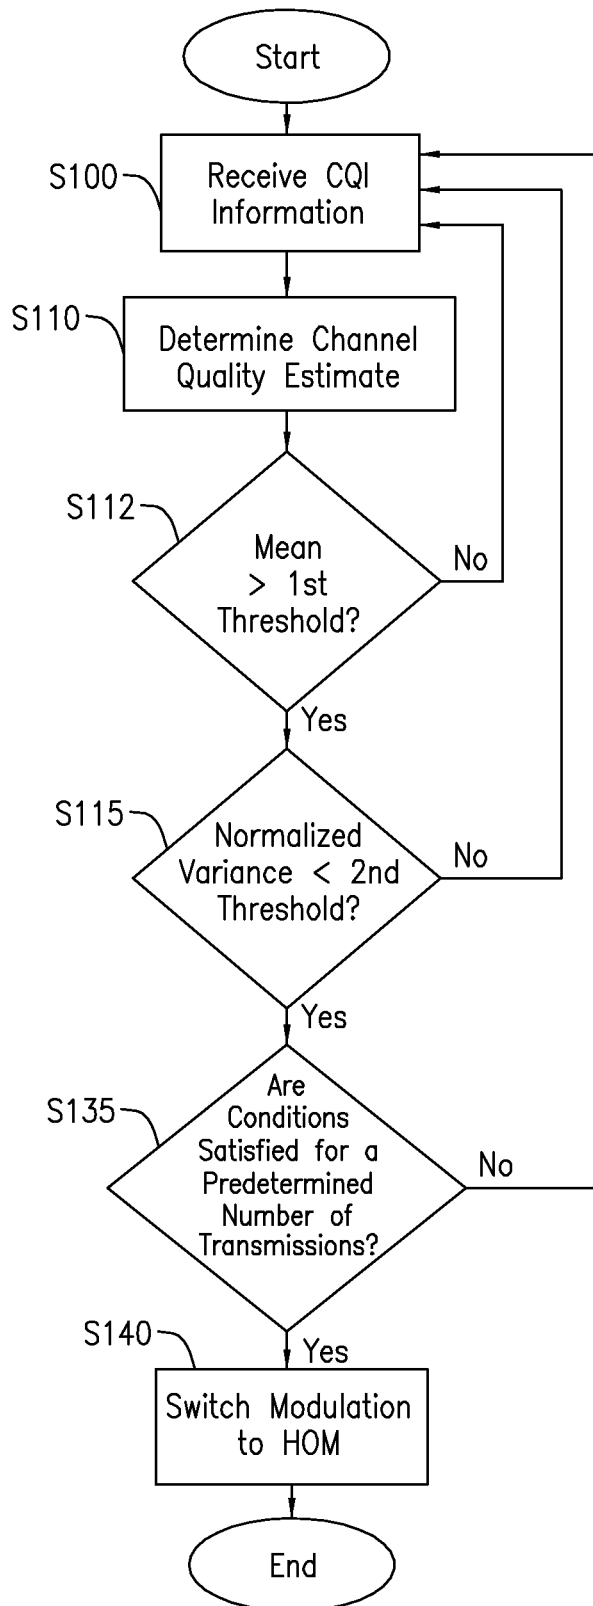 Start
S100
Receive CQI
Information
S110
Determine Channel
Quality Estimate
S112
Mean
> 1st
Threshold?
No
Yes
S115
Normalized
Variance < 2nd
Threshold?
No
Yes
S135
Are
Conditions
Satisfied for a
Predetermined
Number of
Transmissions?
No
Yes
S140
Switch Modulation
to HOM
End